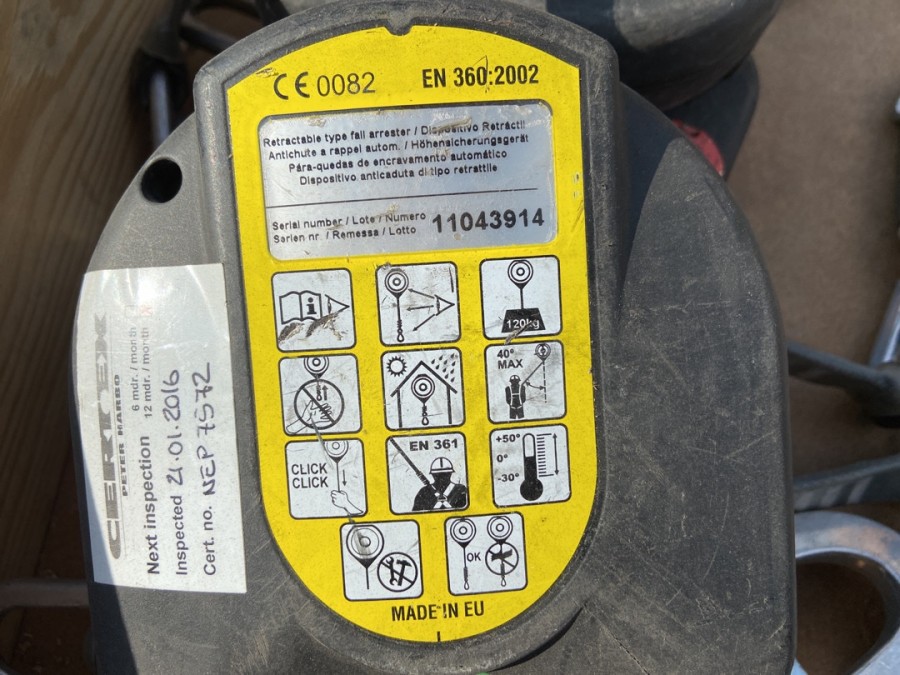 CE 0082
EN 360:2002
Retractable type fall arrester / Dispositivo Retráctil
Antichute a rappel autom. / Höhensicherungsgerät
Pára-quedas de encravamento automático
Dispositivo anticaduta di tipo retrattile
Serial number / Lote / Numero
Serien nr. / Remessa / Lotto
11043914
i
120kg
40°
MAX
CLICK
CLICK
EN 361
+50°
0°
-30°
OK
MADE IN EU
CERTEX
PETER HARBO
6 mdr. / month
12 mdr. / month x
Next inspection
Inspected 21.01.2016
Cert. no. NEP 7572